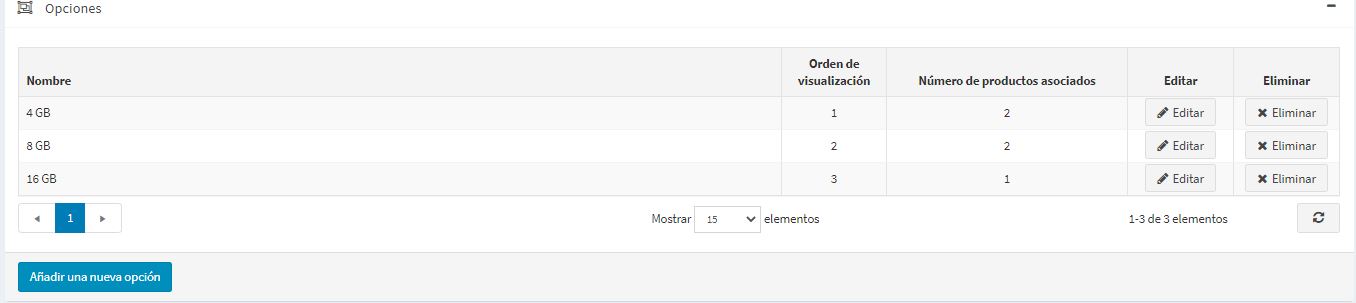 Opciones
Nombre Orden de visualización Número de productos asociados Editar Eliminar
4 GB 1 2 Editar Eliminar
8 GB 2 2 Editar Eliminar
16 GB 3 1 Editar Eliminar
1 Mostrar 15 elementos 1-3 de 3 elementos
Añadir una nueva opción